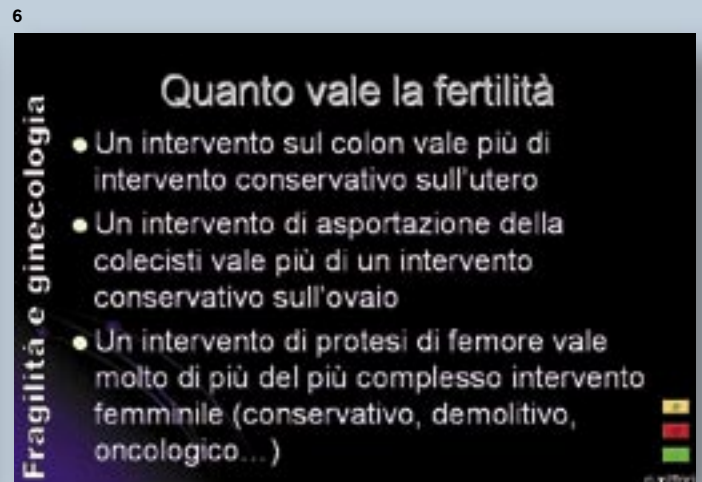 6
Quanto vale la fertilità
Fragilità e ginecologia
● Un intervento sul colon vale più di
intervento conservativo sull'utero
● Un intervento di asportazione della
colecisti vale più di un intervento
conservativo sull'ovaio
● Un intervento di protesi di femore vale
molto di più del più complesso intervento
femminile (conservativo, demolitivo,
oncologico...)